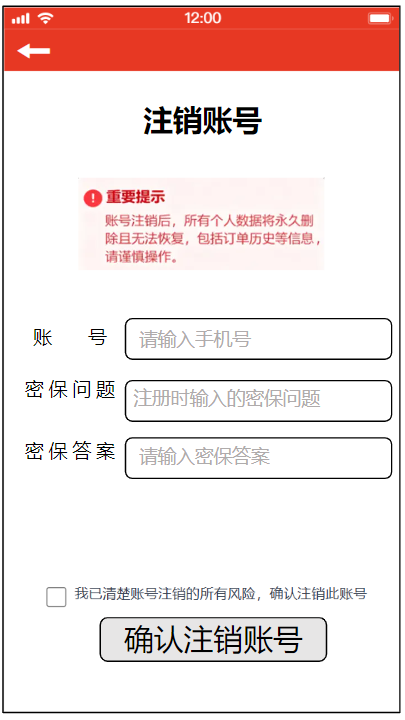 12:00
注销账号
! 重要提示
账号注销后，所有个人数据将永久删
除且无法恢复，包括订单历史等信息，
请谨慎操作。
账 号 请输入手机号
密保问题 注册时输入的密保问题
密保答案 请输入密保答案
我已清楚账号注销的所有风险，确认注销此账号
确认注销账号